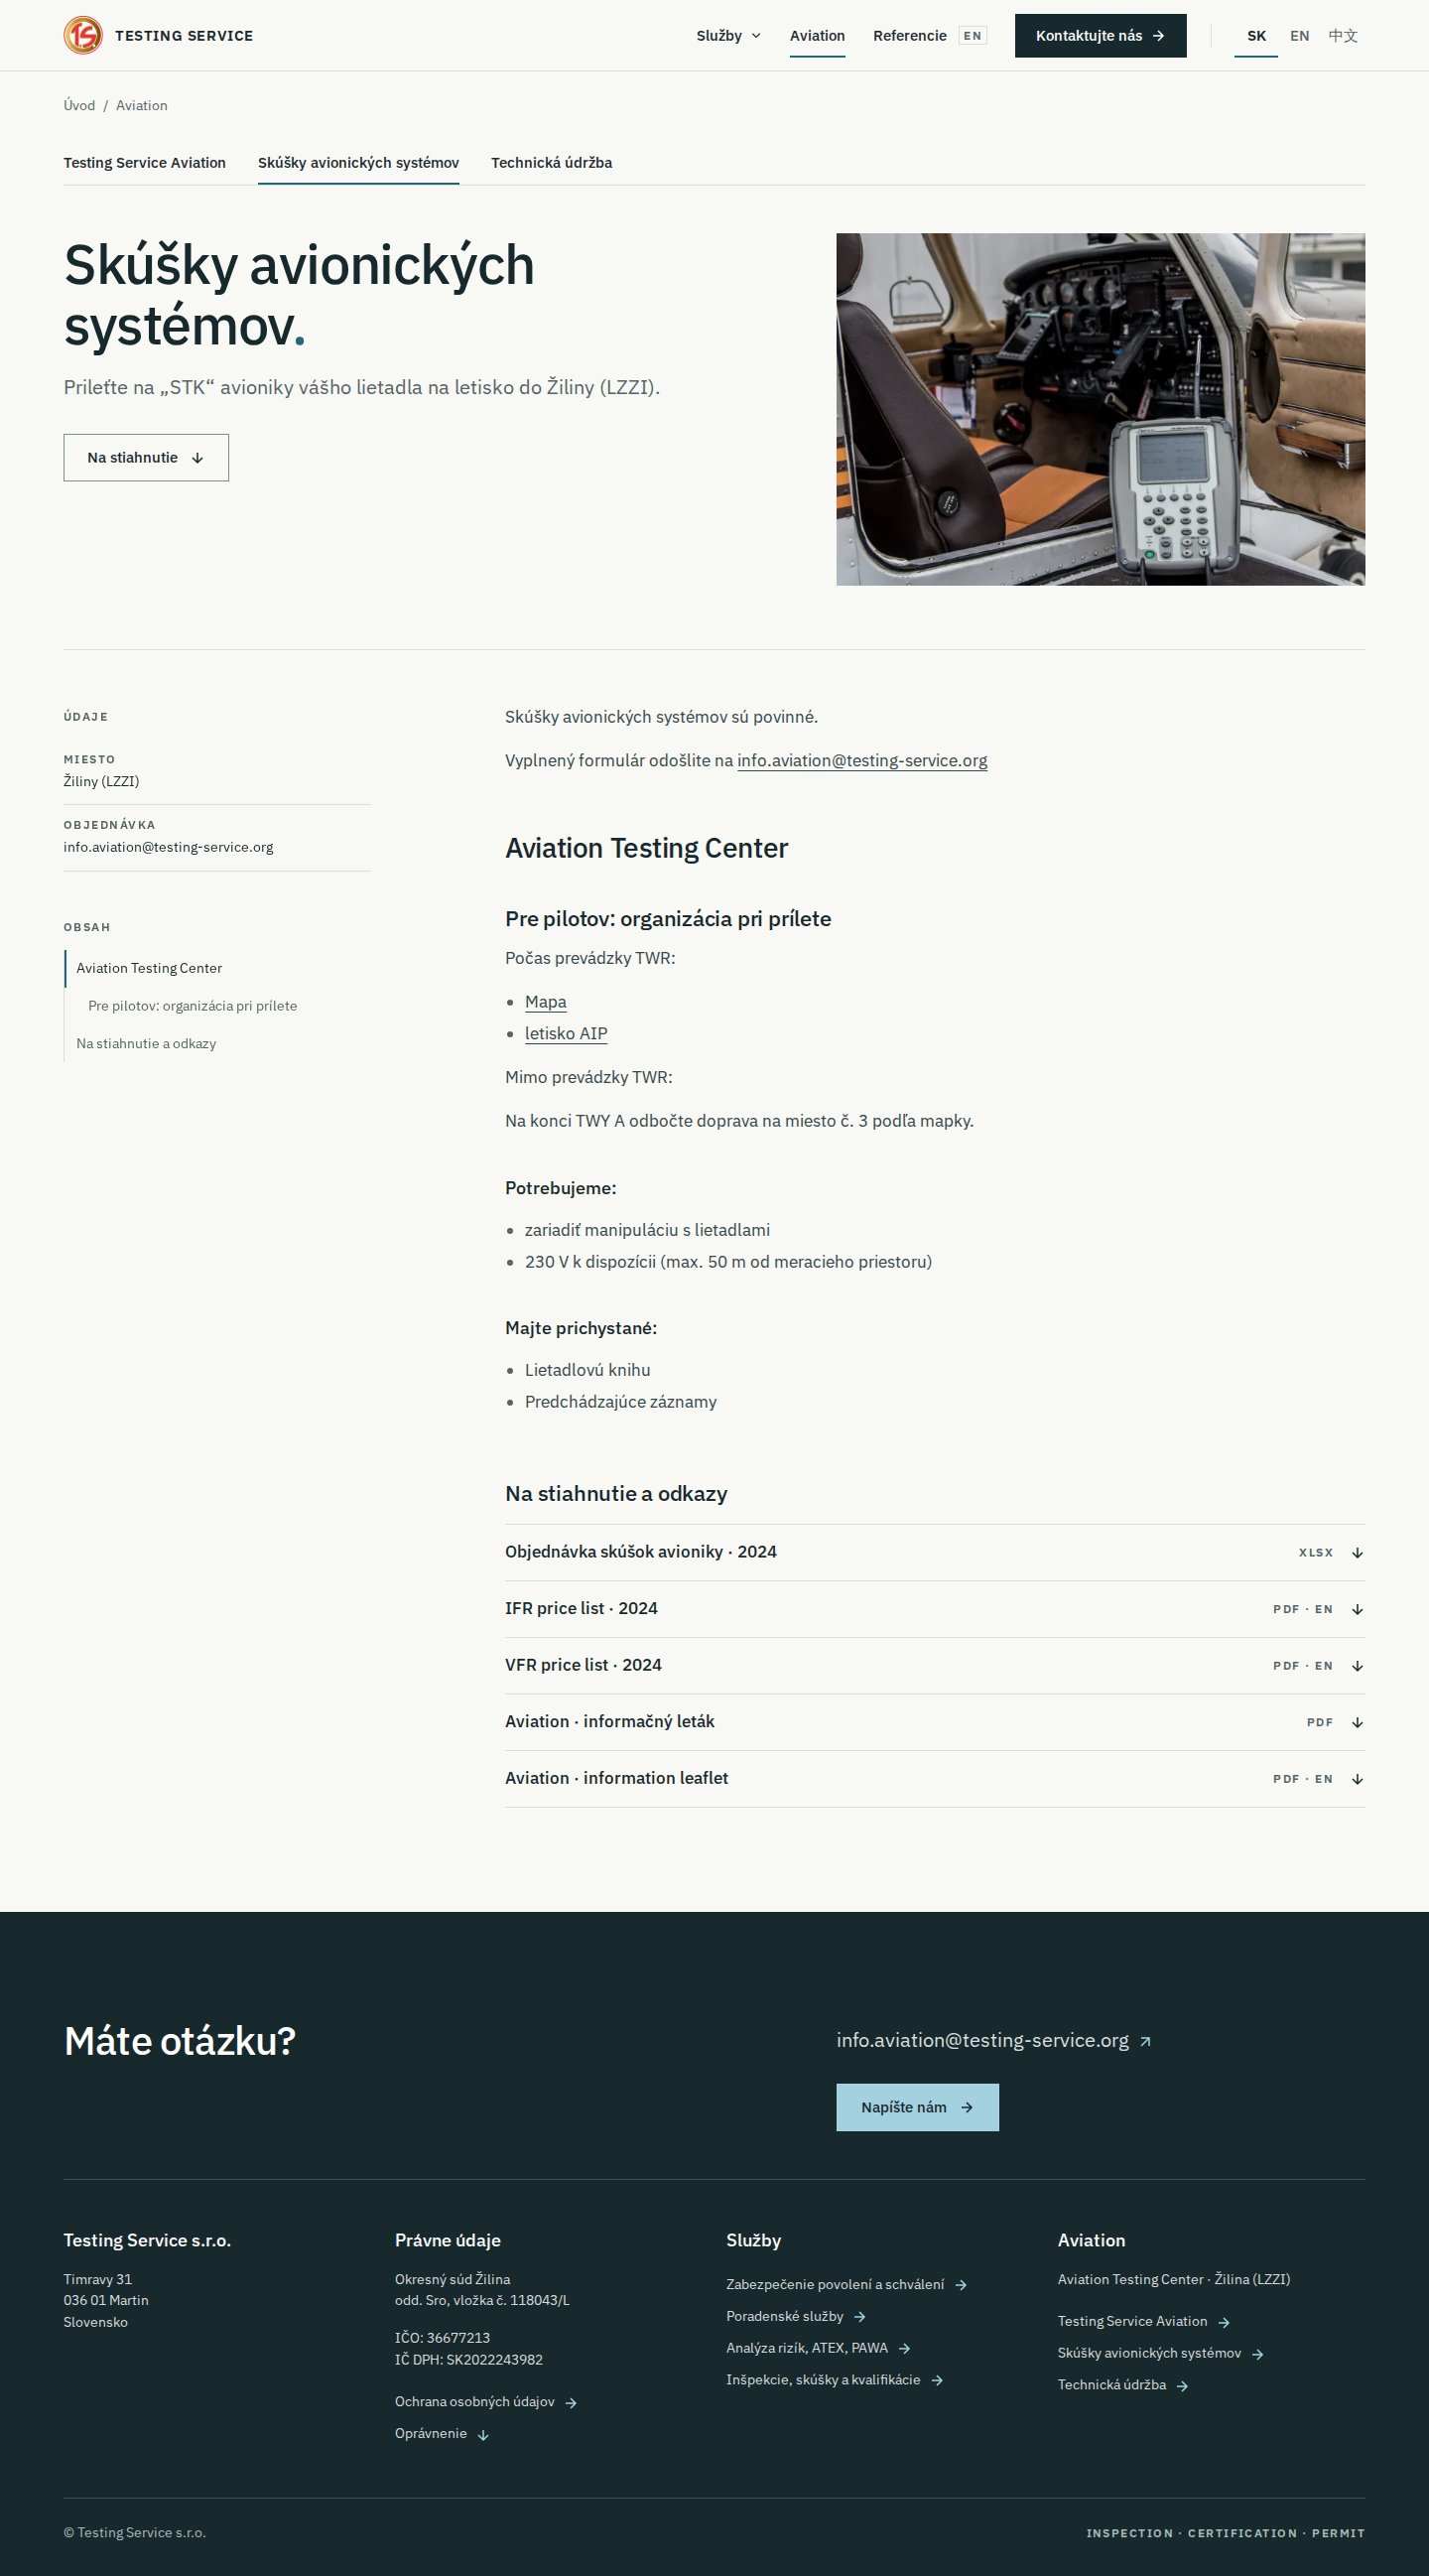 TESTING SERVICE
Služby
Aviation
Referencie EN
Kontaktujte nás →
SK EN 中文
Úvod / Aviation
Testing Service Aviation
Skúšky avionických systémov
Technická údržba
Skúšky avionických
systémov.
Prileťte na „STK“ avioniky vášho lietadla na letisko do Žiliny (LZZI).
Na stiahnutie ↓
ÚDAJE
MIESTO
Žiliny (LZZI)
OBJEDNÁVKA
info.aviation@testing-service.org
OBSAH
Aviation Testing Center
Pre pilotov: organizácia pri prílete
Na stiahnutie a odkazy
Skúšky avionických systémov sú povinné.
Vyplnený formulár odošlite na info.aviation@testing-service.org
Aviation Testing Center
Pre pilotov: organizácia pri prílete
Počas prevádzky TWR:
• Mapa
• letisko AIP
Mimo prevádzky TWR:
Na konci TWY A odbočte doprava na miesto č. 3 podľa mapky.
Potrebujeme:
• zariadiť manipuláciu s lietadlami
• 230 V k dispozícii (max. 50 m od meracieho priestoru)
Majte prichystané:
• Lietadlovú knihu
• Predchádzajúce záznamy
Na stiahnutie a odkazy
Objednávka skúšok avioniky · 2024 XLSX ↓
IFR price list · 2024 PDF · EN ↓
VFR price list · 2024 PDF · EN ↓
Aviation · informačný leták PDF ↓
Aviation · information leaflet PDF · EN ↓
Máte otázku?
info.aviation@testing-service.org ↗
Napíšte nám →
Testing Service s.r.o.
Timravy 31
036 01 Martin
Slovensko
Právne údaje
Okresný súd Žilina
odd. Sro, vložka č. 118043/L
IČO: 36677213
IČ DPH: SK2022243982
Ochrana osobných údajov →
Oprávnenie ↓
Služby
Zabezpečenie povolení a schválení →
Poradenské služby →
Analýza rizík, ATEX, PAWA →
Inšpekcie, skúšky a kvalifikácie →
Aviation
Aviation Testing Center · Žilina (LZZI)
Testing Service Aviation →
Skúšky avionických systémov →
Technická údržba →
© Testing Service s.r.o.
INSPECTION · CERTIFICATION · PERMIT